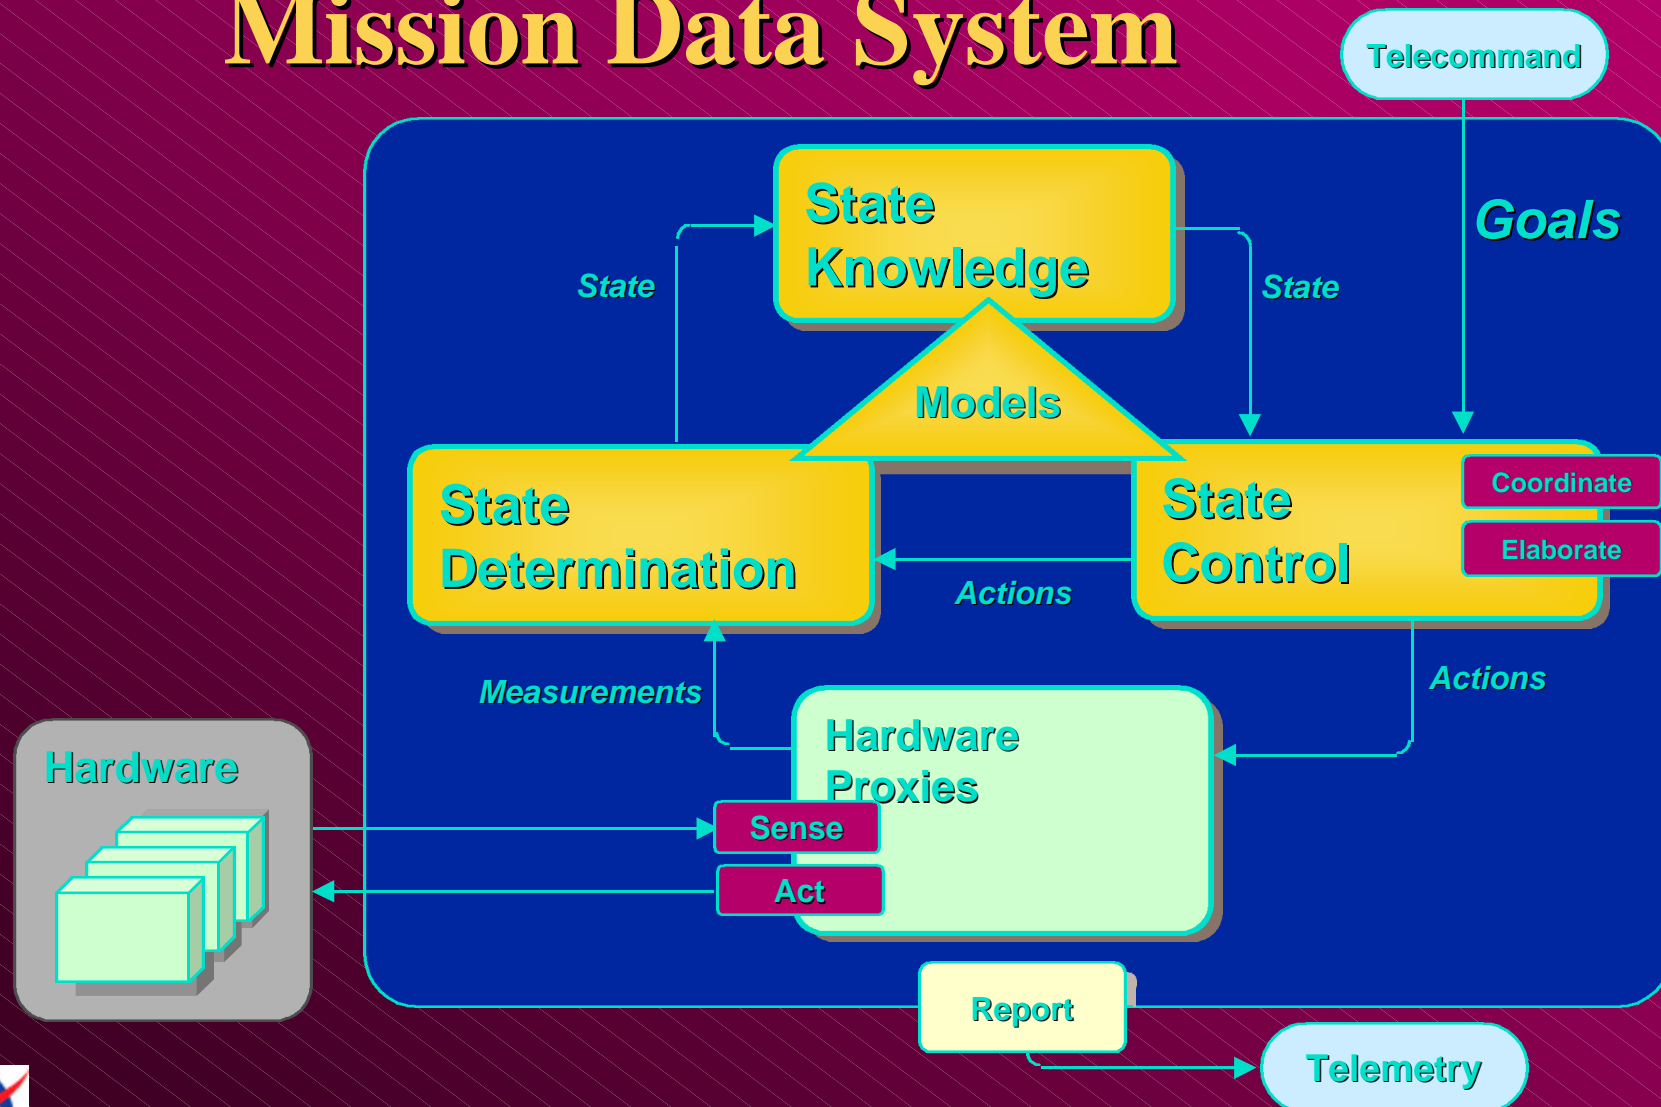 Mission Data System
Telecommand
State
Knowledge
Goals
State
State
Models
State
Determination
State
Control
Coordinate
Elaborate
Actions
Measurements
Actions
Hardware
Proxies
Hardware
Sense
Act
Report
Telemetry